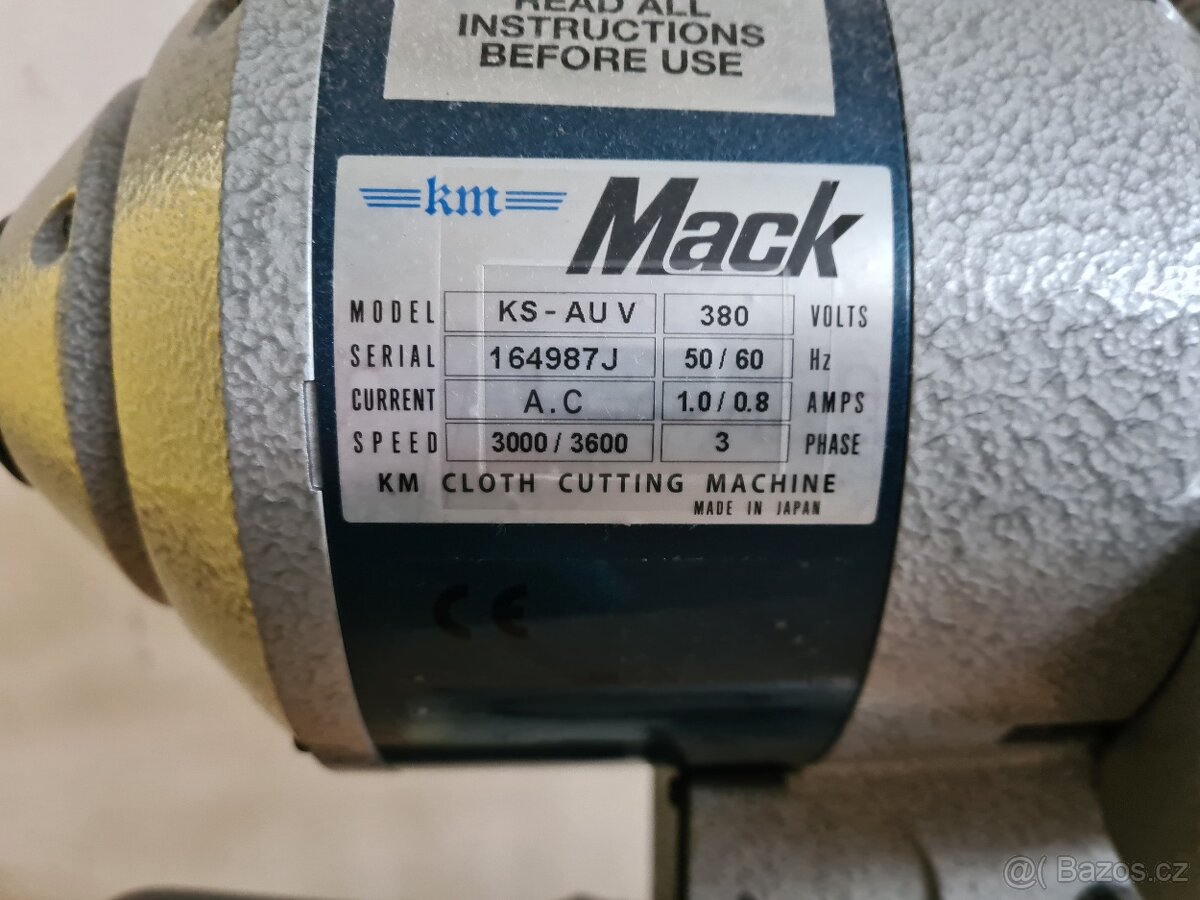 READ ALL
INSTRUCTIONS
BEFORE USE
km Mack
MODEL KS-AU V 380 VOLTS
SERIAL 164987J 50/60 Hz
CURRENT A.C 1.0/0.8 AMPS
SPEED 3000/3600 3 PHASE
KM CLOTH CUTTING MACHINE
MADE IN JAPAN
CE
Bazos.cz